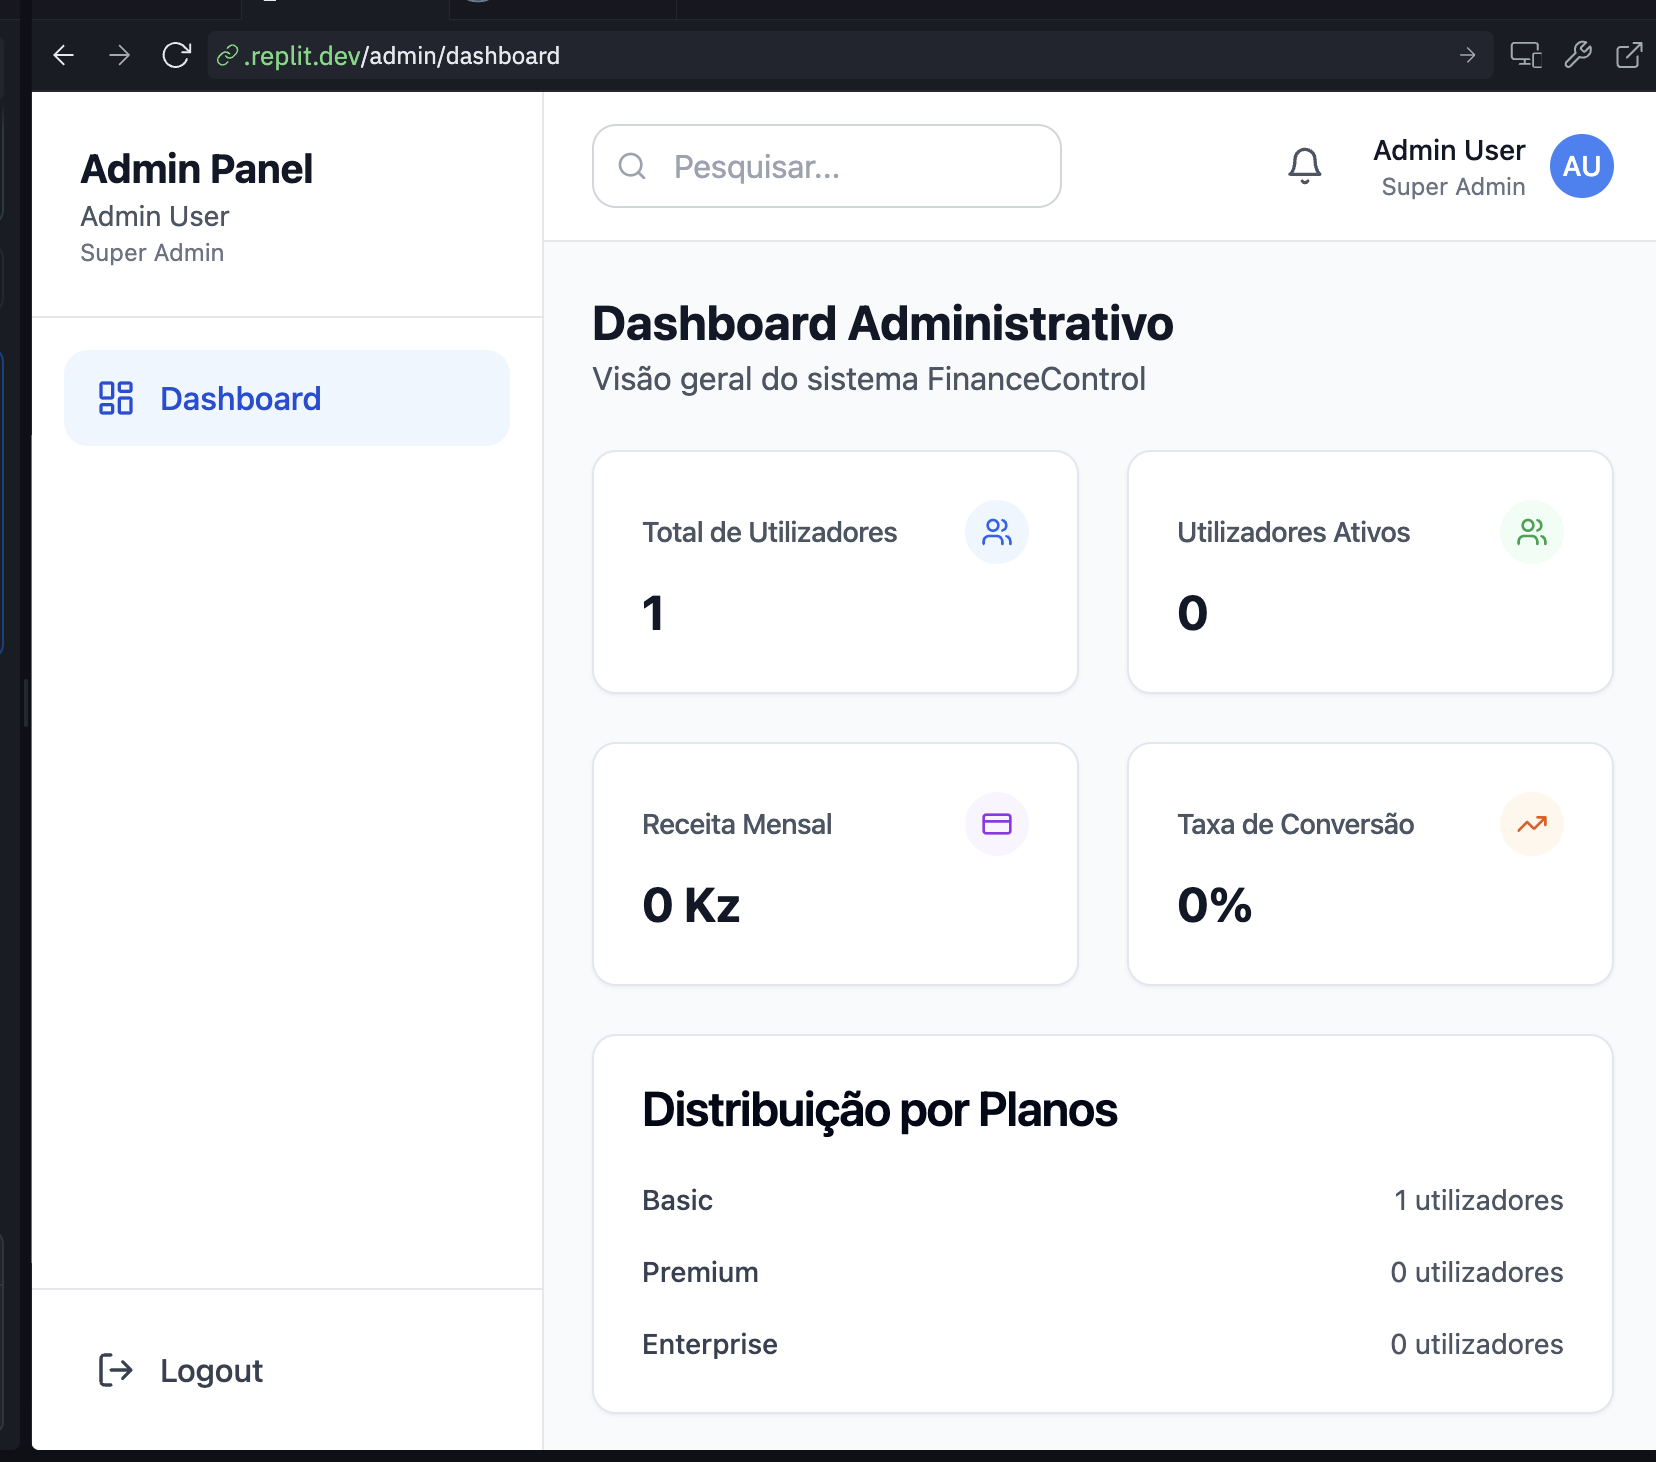 .replit.dev/admin/dashboard
Admin Panel
Admin User
Super Admin
Dashboard
Logout
Pesquisar...
Admin User
Super Admin
AU
Dashboard Administrativo
Visão geral do sistema FinanceControl
Total de Utilizadores
1
Utilizadores Ativos
0
Receita Mensal
0 Kz
Taxa de Conversão
0%
Distribuição por Planos
Basic 1 utilizadores
Premium 0 utilizadores
Enterprise 0 utilizadores